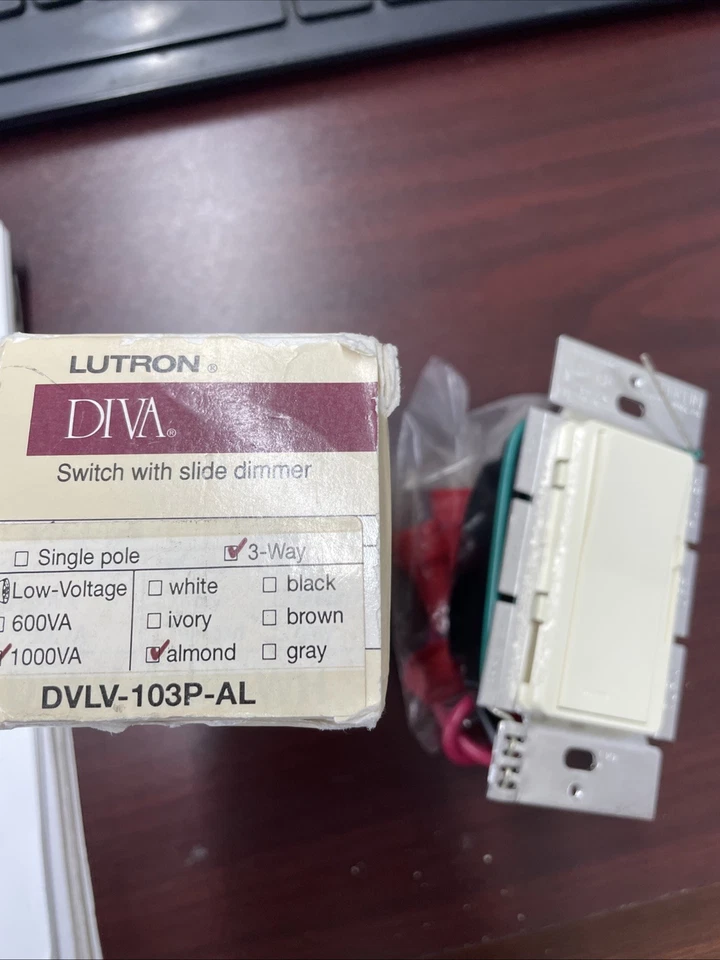 LUTRON®
DIVA®
Switch with slide dimmer
Single pole 3-Way
Low-Voltage white black
600VA ivory brown
1000VA almond gray
DVLV-103P-AL